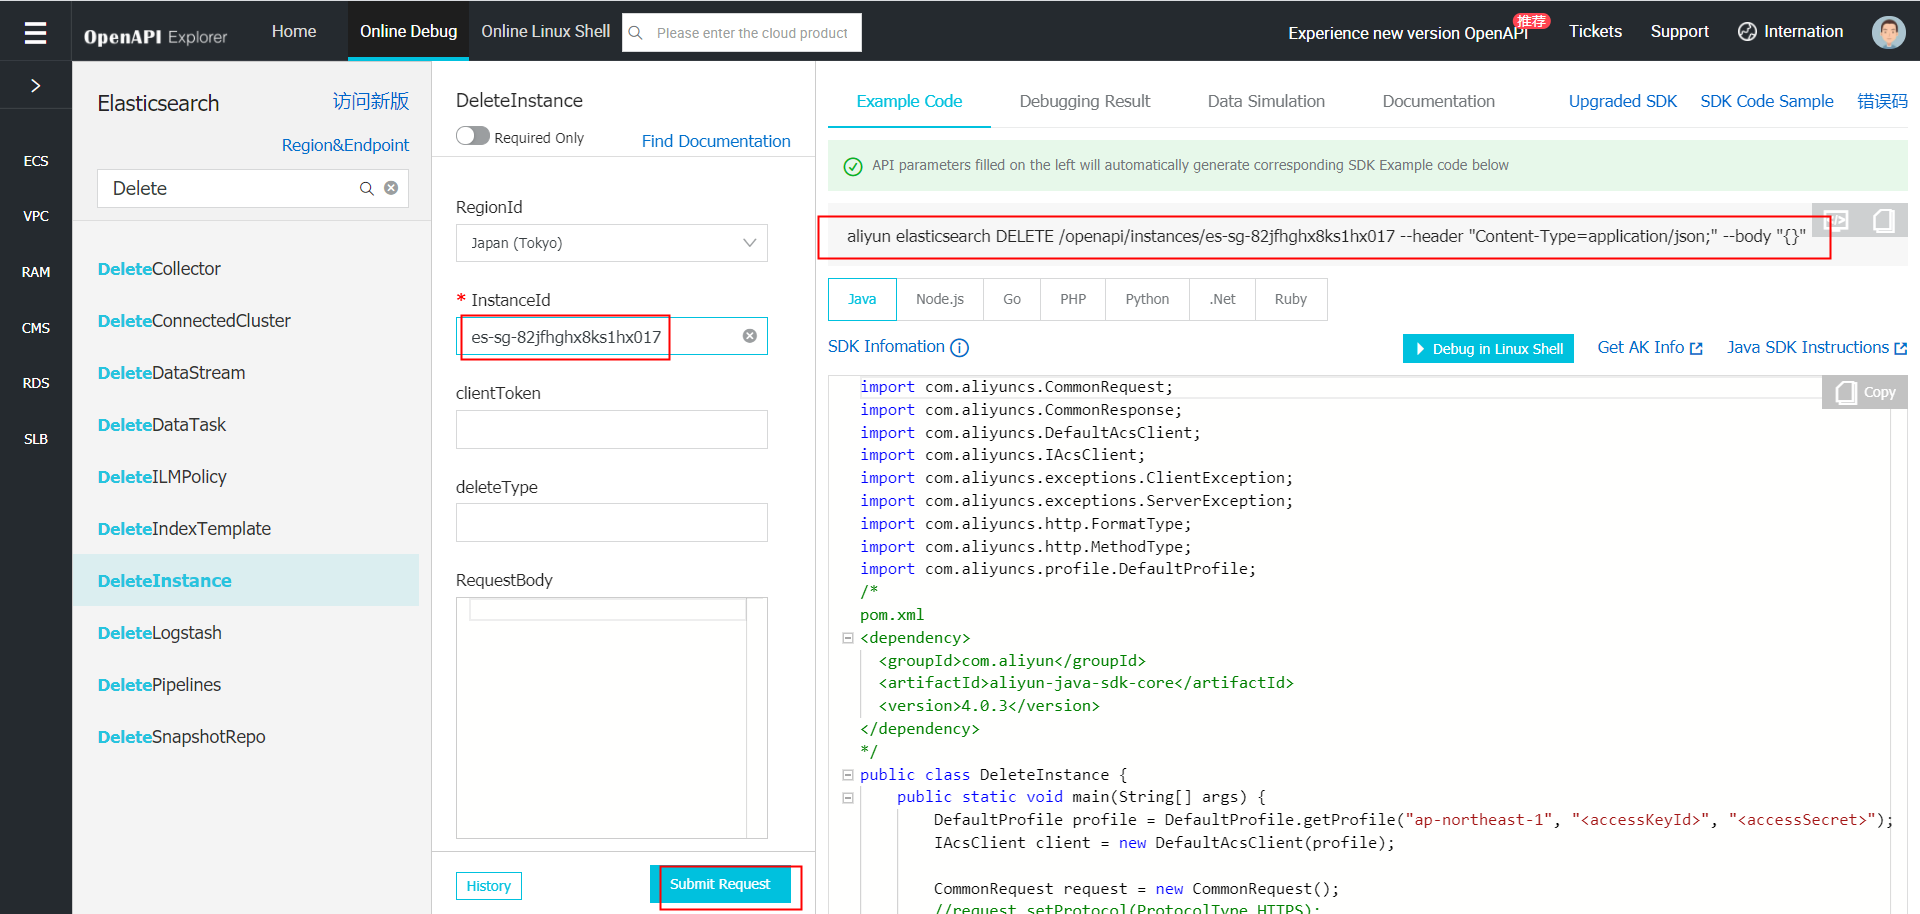 OpenAPI Explorer
Home
Online Debug
Online Linux Shell
Please enter the cloud product
Experience new version OpenAPI
推荐
Tickets
Support
Internation
ECS
VPC
RAM
CMS
RDS
SLB
Elasticsearch
访问新版
Region&Endpoint
Delete
DeleteCollector
DeleteConnectedCluster
DeleteDataStream
DeleteDataTask
DeleteILMPolicy
DeleteIndexTemplate
DeleteInstance
DeleteLogstash
DeletePipelines
DeleteSnapshotRepo
DeleteInstance
Required Only
Find Documentation
RegionId
Japan (Tokyo)
* InstanceId
es-sg-82jfhghx8ks1hx017
clientToken
deleteType
RequestBody
History
Submit Request
Example Code
Debugging Result
Data Simulation
Documentation
Upgraded SDK
SDK Code Sample
错误码
API parameters filled on the left will automatically generate corresponding SDK Example code below
aliyun elasticsearch DELETE /openapi/instances/es-sg-82jfhghx8ks1hx017 --header "Content-Type=application/json;" --body "{}"
Java
Node.js
Go
PHP
Python
.Net
Ruby
SDK Infomation
Debug in Linux Shell
Get AK Info
Java SDK Instructions
Copy
import com.aliyuncs.CommonRequest;
import com.aliyuncs.CommonResponse;
import com.aliyuncs.DefaultAcsClient;
import com.aliyuncs.IAcsClient;
import com.aliyuncs.exceptions.ClientException;
import com.aliyuncs.exceptions.ServerException;
import com.aliyuncs.http.FormatType;
import com.aliyuncs.http.MethodType;
import com.aliyuncs.profile.DefaultProfile;
/*
pom.xml
<dependency>
<groupId>com.aliyun</groupId>
<artifactId>aliyun-java-sdk-core</artifactId>
<version>4.0.3</version>
</dependency>
*/
public class DeleteInstance {
public static void main(String[] args) {
DefaultProfile profile = DefaultProfile.getProfile("ap-northeast-1", "<accessKeyId>", "<accessSecret>");
IAcsClient client = new DefaultAcsClient(profile);
CommonRequest request = new CommonRequest();
//request.setProtocol(ProtocolType.HTTPS);